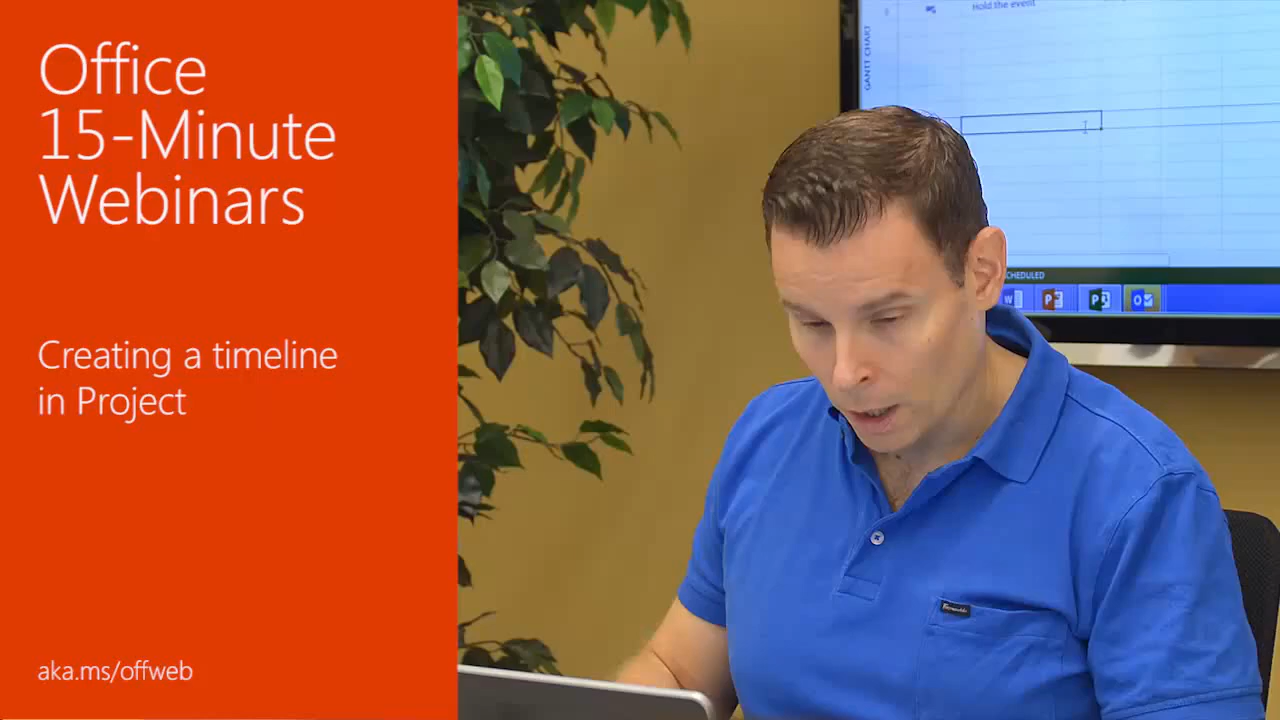 Office
15-Minute
Webinars
Creating a timeline
in Project
aka.ms/offweb
Hold the event
GANTT CHART
CHEDULED